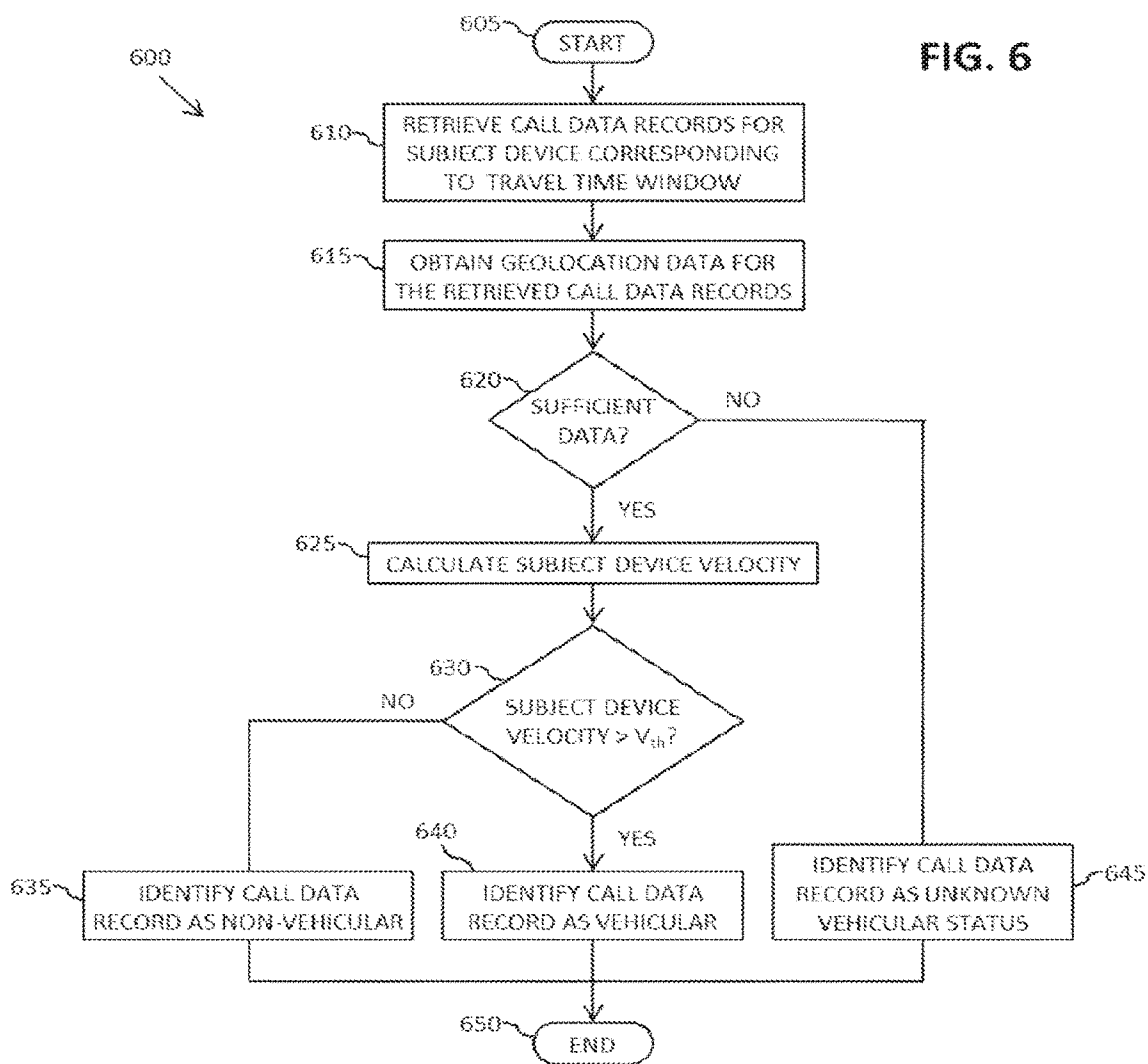 600
605
START
FIG. 6
610
RETRIEVE CALL DATA RECORDS FOR
SUBJECT DEVICE CORRESPONDING
TO TRAVEL TIME WINDOW
615
OBTAIN GEOLOCATION DATA FOR
THE RETRIEVED CALL DATA RECORDS
620
SUFFICIENT
DATA?
NO
YES
625
CALCULATE SUBJECT DEVICE VELOCITY
630
NO
SUBJECT DEVICE
VELOCITY > Vth?
YES
635
IDENTIFY CALL DATA
RECORD AS NON-VEHICULAR
640
IDENTIFY CALL DATA
RECORD AS VEHICULAR
IDENTIFY CALL DATA
RECORD AS UNKNOWN
VEHICULAR STATUS
645
650
END